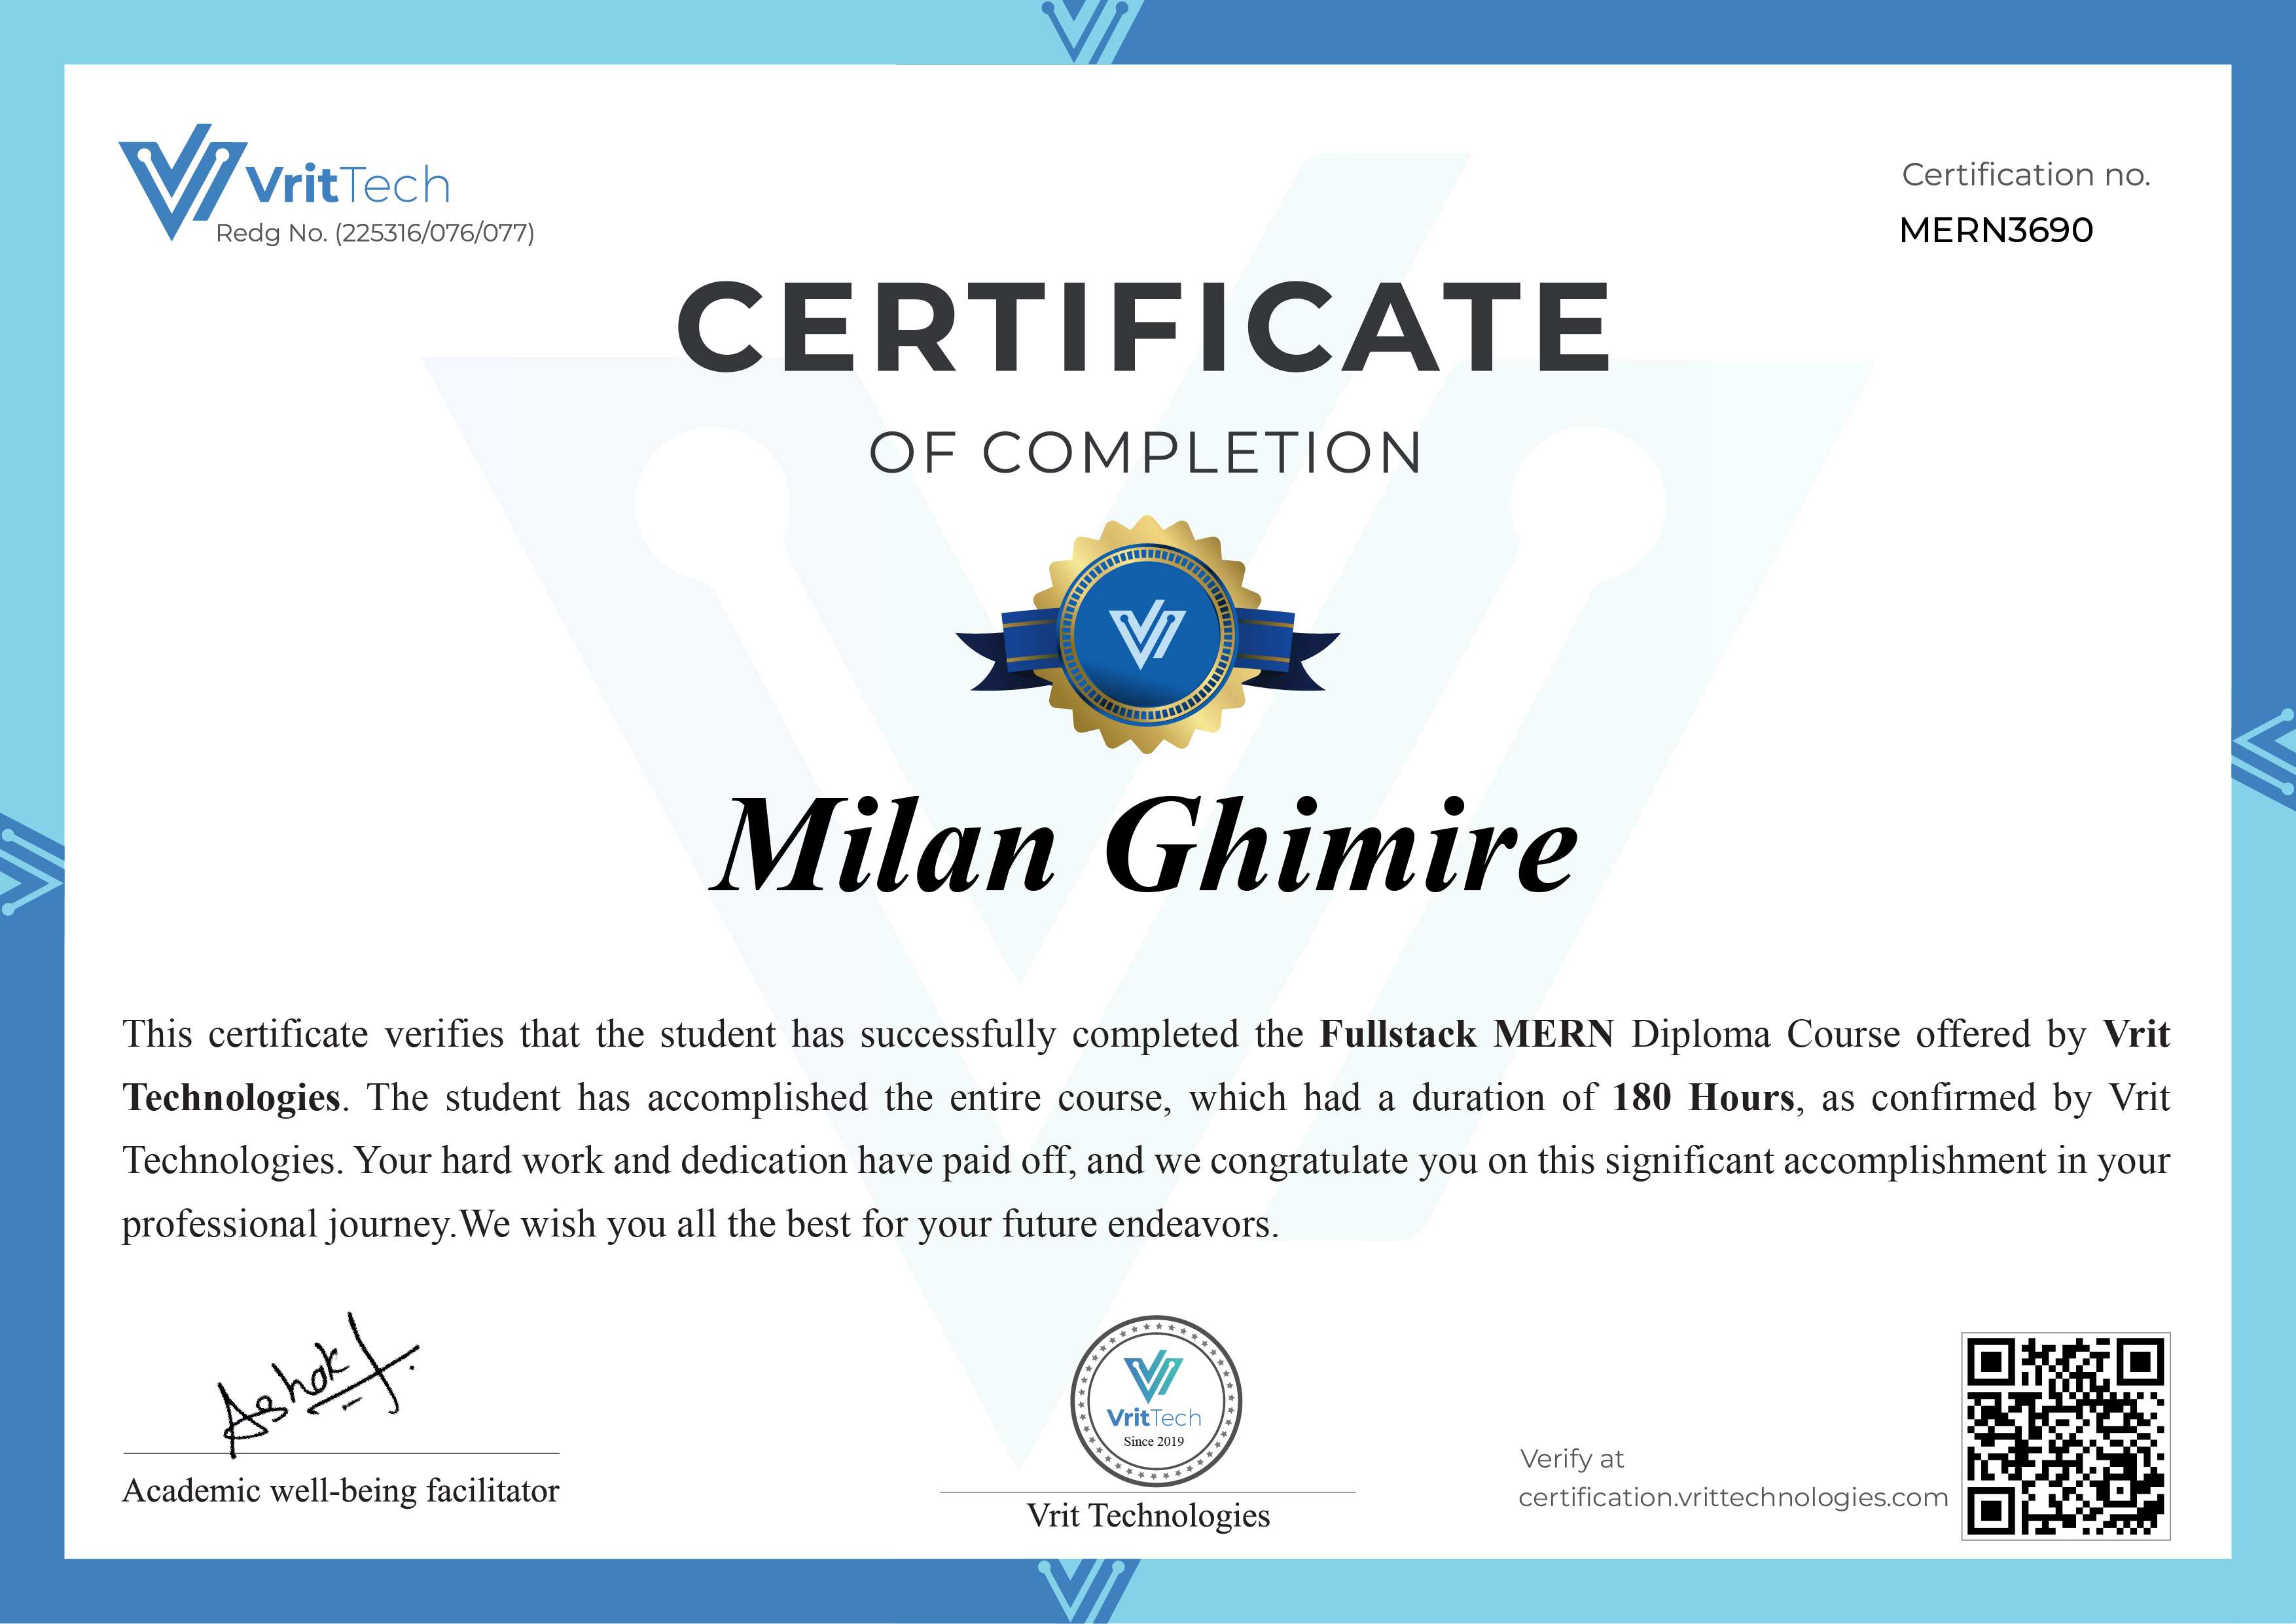 VritTech
Redg No. (225316/076/077)
Certification no.
MERN3690
CERTIFICATE
OF COMPLETION
Milan Ghimire
This certificate verifies that the student has successfully completed the Fullstack MERN Diploma Course offered by Vrit
Technologies. The student has accomplished the entire course, which had a duration of 180 Hours, as confirmed by Vrit
Technologies. Your hard work and dedication have paid off, and we congratulate you on this significant accomplishment in your
professional journey.We wish you all the best for your future endeavors.
Ashok
Academic well-being facilitator
VritTech
Since 2019
Vrit Technologies
Verify at
certification.vrittechnologies.com